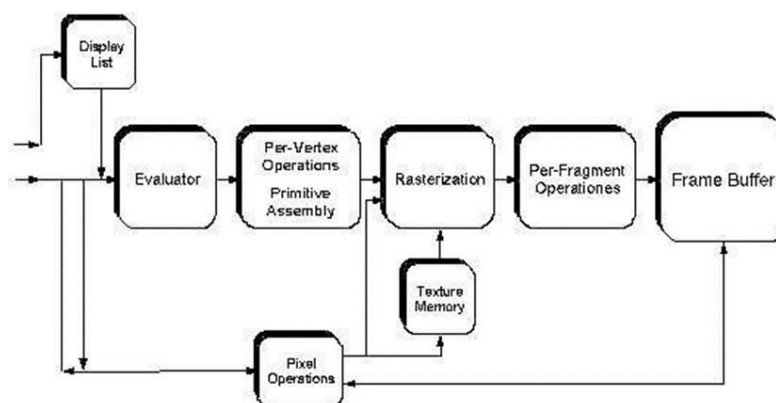 Display
List
Evaluator
Per-Vertex
Operations
Primitive
Assembly
Rasterization
Per-Fragment
Operationes
Frame Buffer
Texture
Memory
Pixel
Operations